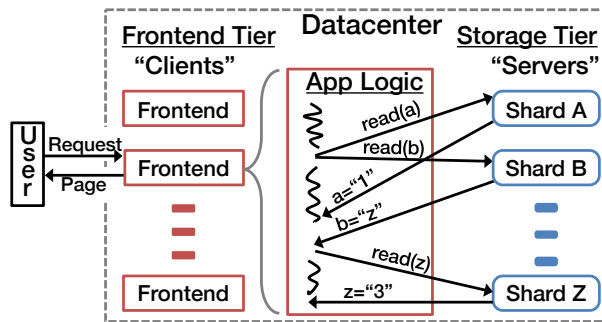 Datacenter
Frontend Tier
"Clients"
Storage Tier
"Servers"
App Logic
Frontend
read(a)
Shard A
User
Request
Page
Frontend
read(b)
Shard B
a="1"
b="z"
read(z)
Frontend
z="3"
Shard Z